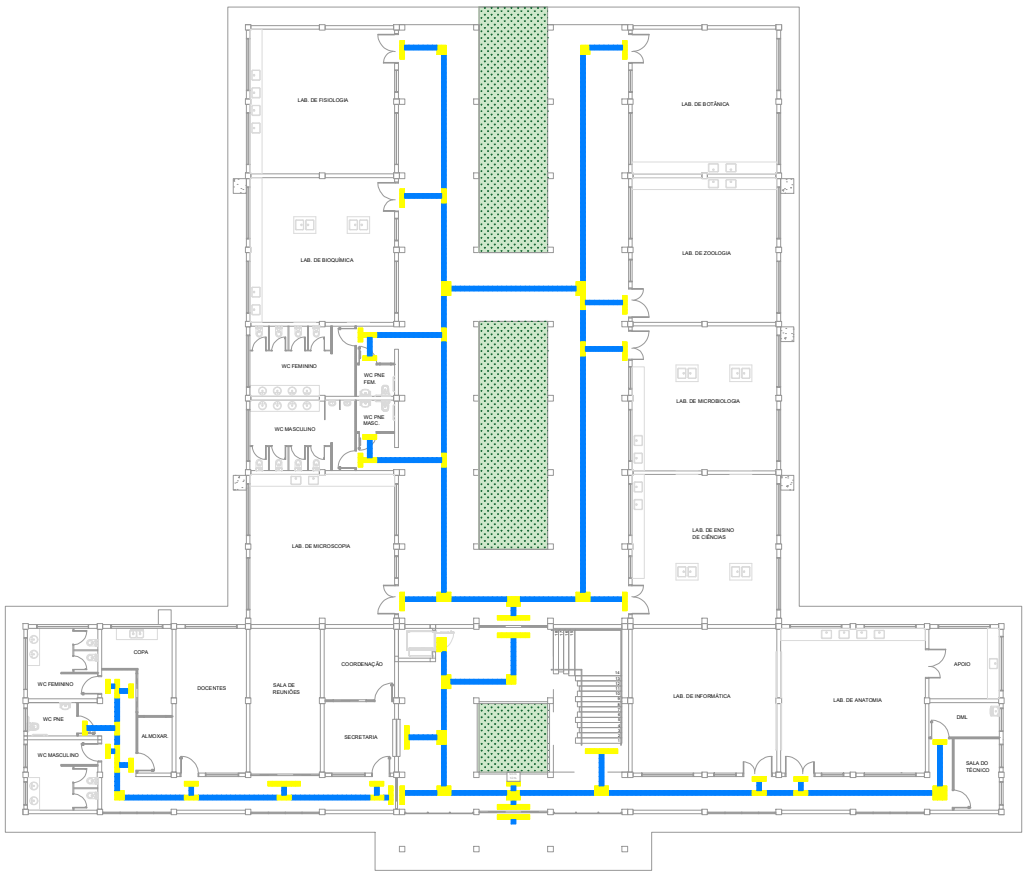 LAB. DE FISIOLOGIA
LAB. DE BOTÂNICA
LAB. DE BIOQUÍMICA
LAB. DE ZOOLOGIA
WC FEMININO
WC PNE
FEM.
WC PNE
MASC.
WC MASCULINO
LAB. DE MICROBIOLOGIA
LAB. DE MICROSCOPIA
LAB. DE ENSINO
DE CIÊNCIAS
COPA
WC FEMININO
DOCENTES
SALA DE
REUNIÕES
COORDENAÇÃO
WC PNE
ALMOXAR.
SECRETARIA
WC MASCULINO
LAB. DE INFORMÁTICA
LAB. DE ANATOMIA
APOIO
DML
SALA DO
TÉCNICO